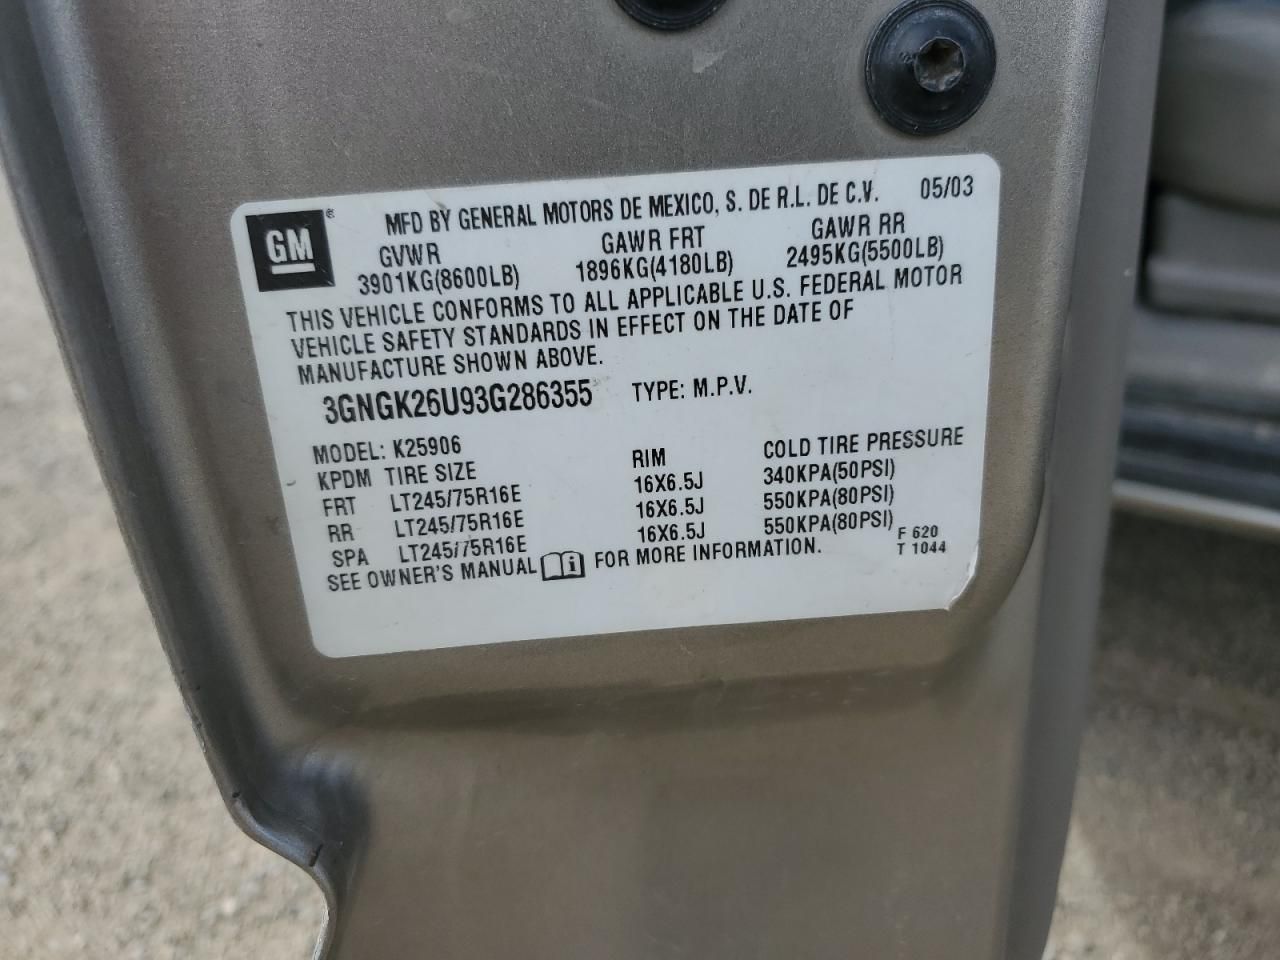 GM ® MFD BY GENERAL MOTORS DE MEXICO, S. DE R.L. DE C.V. 05/03
GVWR GAWR FRT GAWR RR
3901KG(8600LB) 1896KG(4180LB) 2495KG(5500LB)
THIS VEHICLE CONFORMS TO ALL APPLICABLE U.S. FEDERAL MOTOR
VEHICLE SAFETY STANDARDS IN EFFECT ON THE DATE OF
MANUFACTURE SHOWN ABOVE.
3GNGK26U93G286355 TYPE: M.P.V.
MODEL: K25906
KPDM TIRE SIZE RIM COLD TIRE PRESSURE
FRT LT245/75R16E 16X6.5J 340KPA(50PSI)
RR LT245/75R16E 16X6.5J 550KPA(80PSI)
SPA LT245/75R16E 16X6.5J 550KPA(80PSI)
SEE OWNER'S MANUAL i FOR MORE INFORMATION.
F 620
T 1044